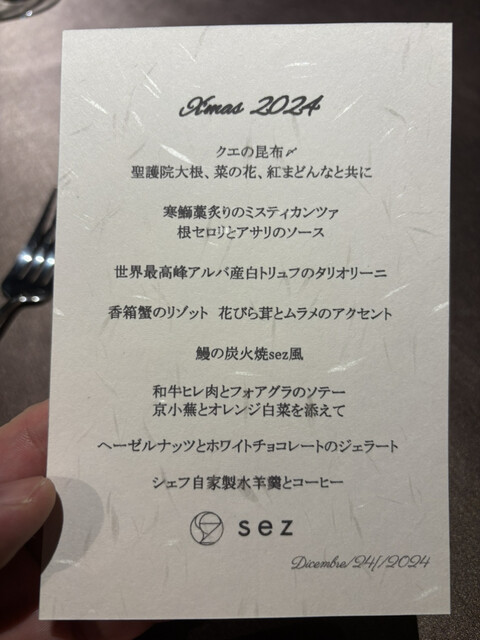 Xmas 2024
クエの昆布〆
聖護院大根、菜の花、紅まどんなと共に
寒鰤藁炙りのミスティカンツァ
根セロリとアサリのソース
世界最高峰アルバ産白トリュフのタリオリーニ
香箱蟹のリゾット 花びら茸とムラメのアクセント
鰻の炭火焼sez風
和牛ヒレ肉とフォアグラのソテー
京小蕪とオレンジ白菜を添えて
ヘーゼルナッツとホワイトチョコレートのジェラート
シェフ自家製水羊羹とコーヒー
sez
Dicembre/24//2024